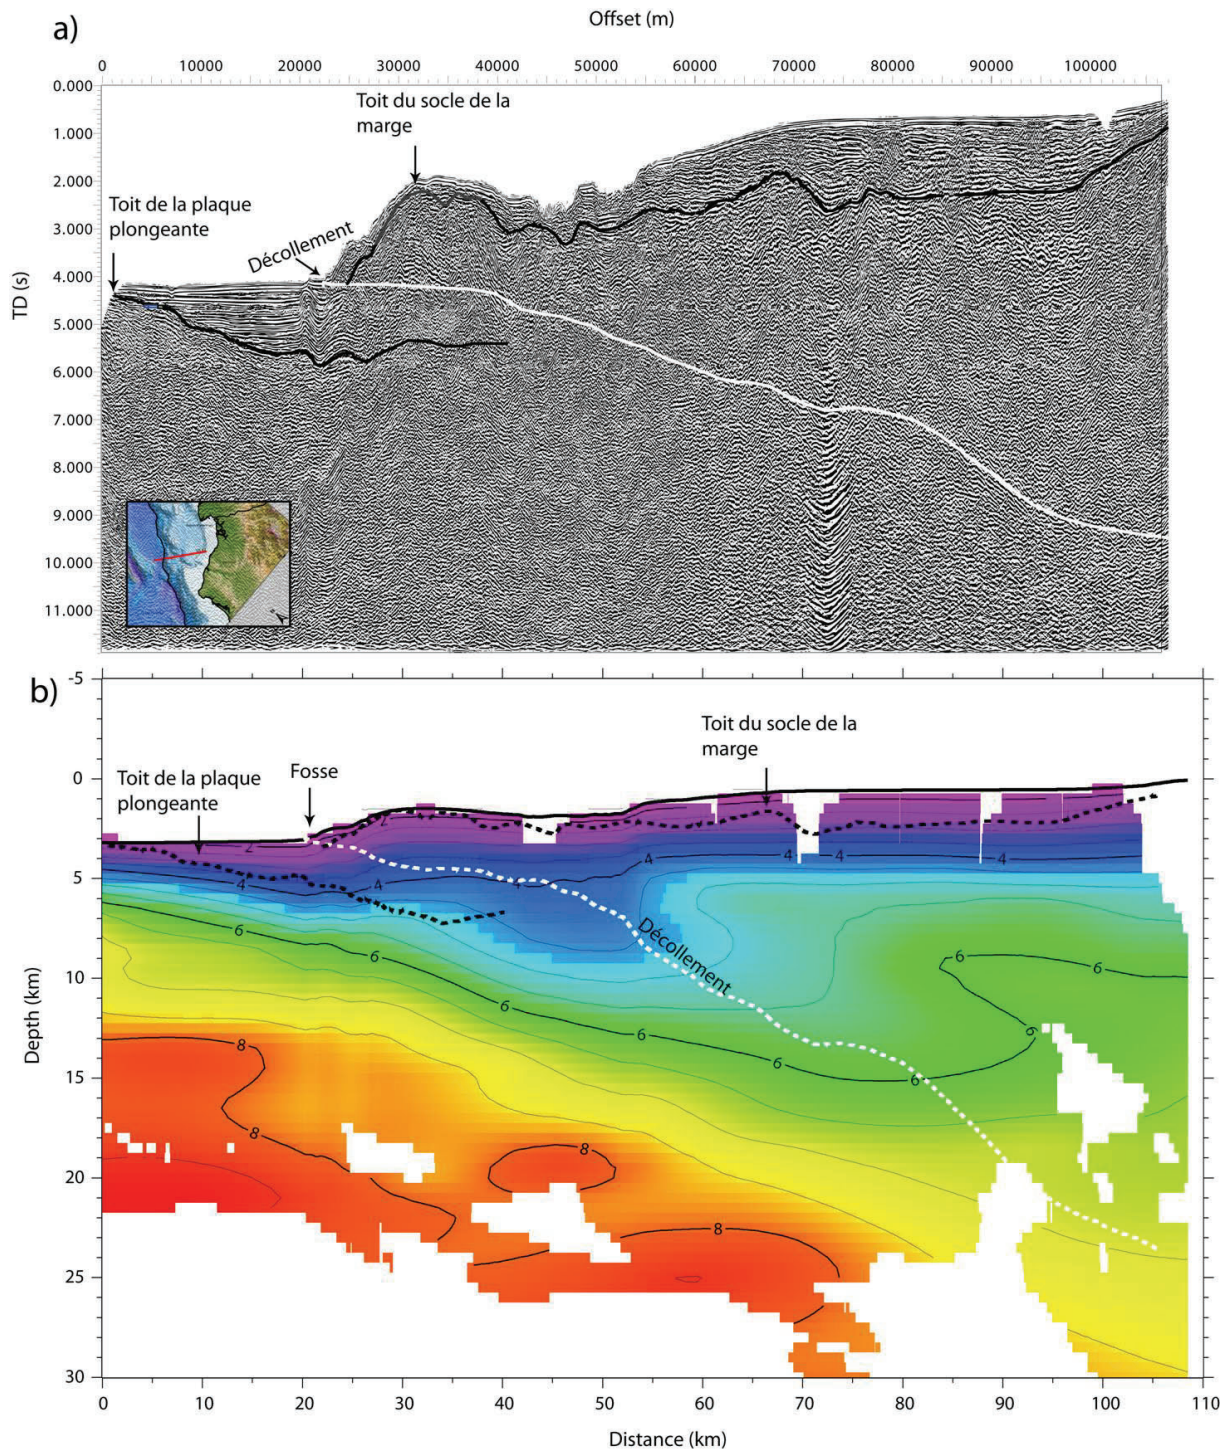 a)
Offset (m)
0 10000 20000 30000 40000 50000 60000 70000 80000 90000 100000
0.000
1.000
2.000
3.000
4.000
5.000
6.000
7.000
8.000
9.000
10.000
11.000
TD (s)
Toit du socle de la
marge
Toit de la plaque
plongeante
Décollement
b)
-5
0
5
10
15
20
25
30
Depth (km)
Toit de la plaque
plongeante
Fosse
Toit du socle de la
marge
Décollement
2
2
4
4
4
4
4
4
6
6
6
6
6
6
6
6
6
8
8
8
8
0 10 20 30 40 50 60 70 80 90 100 110
Distance (km)